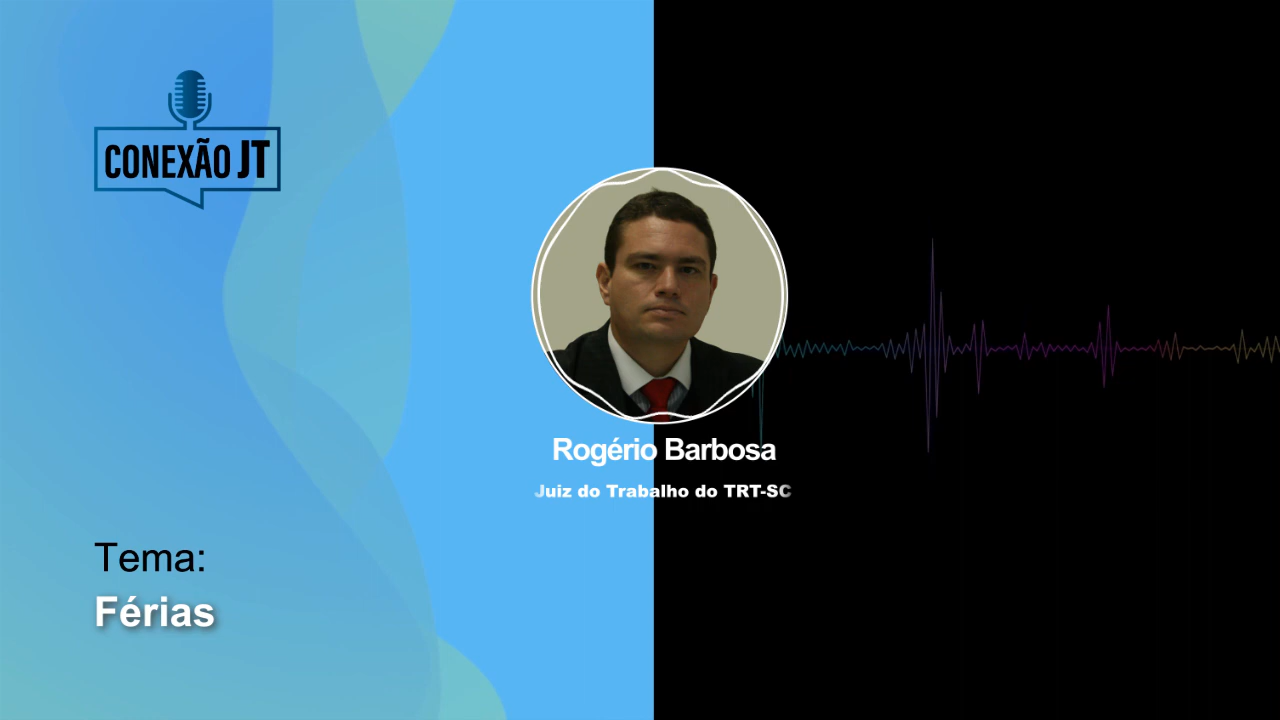 CONEXÃO JT
Rogério Barbosa
Juiz do Trabalho do TRT-SC
Tema:
Férias